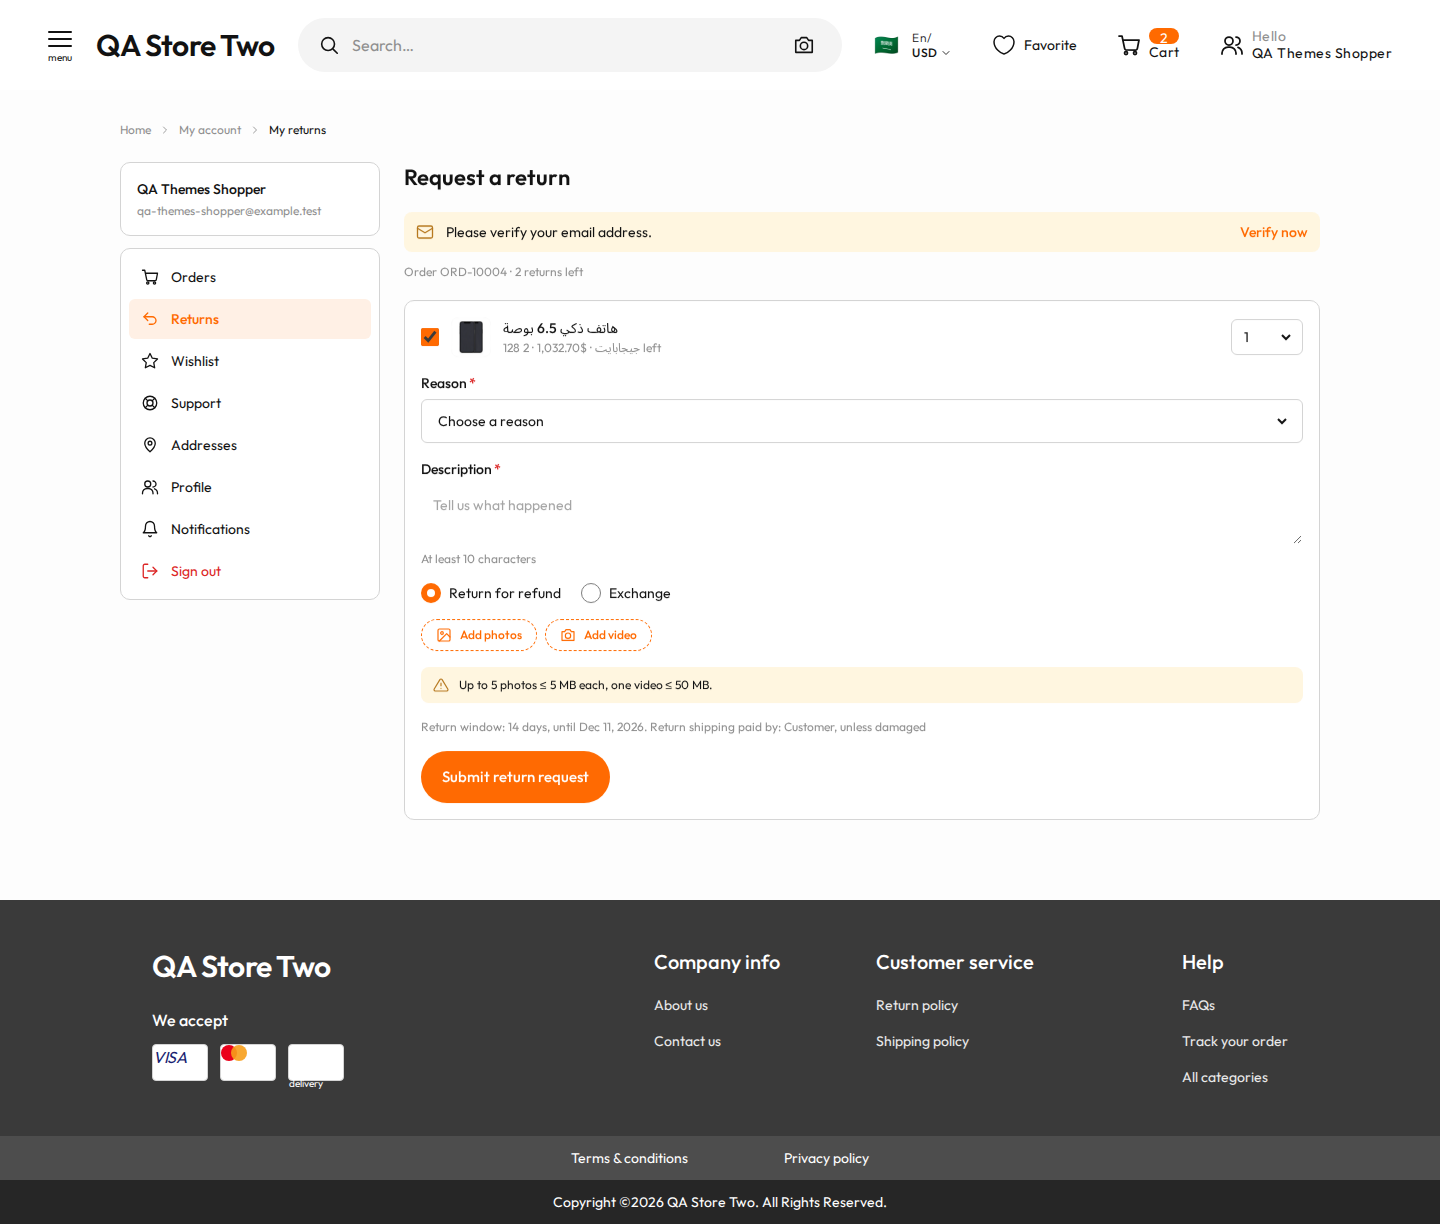 menu
QA Store Two
Search...
En/
USD
Favorite
2
Cart
Hello
QA Themes Shopper
Home
My account
My returns
QA Themes Shopper
qa-themes-shopper@example.test
Orders
Returns
Wishlist
Support
Addresses
Profile
Notifications
Sign out
Request a return
Please verify your email address.
Verify now
Order ORD-10004 · 2 returns left
هاتف ذكي 6.5 بوصة
128 جيجابايت · 1,032.70$ · 2 left
1
Reason *
Choose a reason
Description *
Tell us what happened
At least 10 characters
Return for refund
Exchange
Add photos
Add video
Up to 5 photos ≤ 5 MB each, one video ≤ 50 MB.
Return window: 14 days, until Dec 11, 2026. Return shipping paid by: Customer, unless damaged
Submit return request
QA Store Two
We accept
VISA
delivery
Company info
About us
Contact us
Customer service
Return policy
Shipping policy
Help
FAQs
Track your order
All categories
Terms & conditions
Privacy policy
Copyright ©2026 QA Store Two. All Rights Reserved.